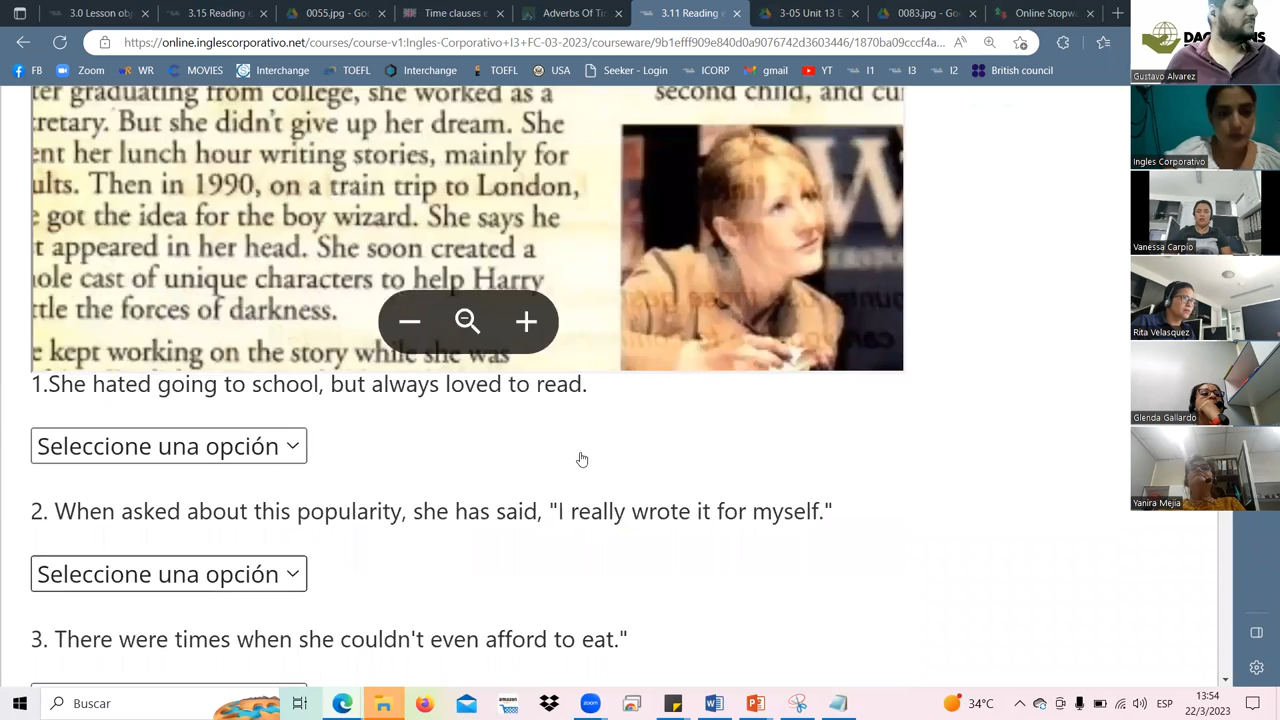 3.0 Lesson obj
3.15 Reading e
0055.jpg - Goo
Time clauses e
Adverbs Of Tim
3.11 Reading e
3-05 Unit 13 E
0083.jpg - Goo
Online Stopw
https://online.inglescorporativo.net/courses/course-v1:Ingles-Corporativo+I3+FC-03-2023/courseware/9b1efff909e840d0a9076742d3603446/1870ba09cccf4a...
FB Zoom WR MOVIES Interchange TOEFL Interchange TOEFL USA Seeker - Login ICORP gmail YT I1 I3 I2 British council
ter graduating from college, she worked as a
cretary. But she didn't give up her dream. She
ent her lunch hour writing stories, mainly for
ults. Then in 1990, on a train trip to London,
e got the idea for the boy wizard. She says he
t appeared in her head. She soon created a
hole cast of unique characters to help Harry
ttle the forces of darkness.
e kept working on the story while she was
second child, and cu
W
1.She hated going to school, but always loved to read.
Seleccione una opción
2. When asked about this popularity, she has said, "I really wrote it for myself."
Seleccione una opción
3. There were times when she couldn't even afford to eat."
Gustavo Alvarez
Ingles Corporativo
Vanessa Carpio
Rita Velasquez
Glenda Gallardo
Yanira Mejia
Buscar
amazon
zoom
34°C
ESP
13:54
22/3/2023